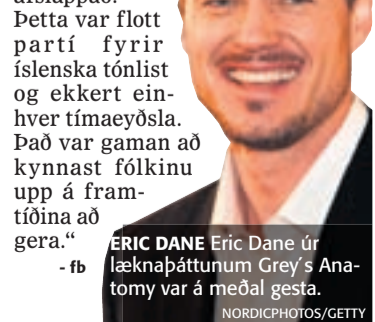 afslappað.
Þetta var flott
partí fyrir
íslenska tónlist
og ekkert ein-
hver tímaeyðsla.
Það var gaman að
kynnast fólkinu
upp á fram-
tíðina að
gera.“
- fb
ERIC DANE Eric Dane úr
læknaþáttunum Grey´s Ana-
tomy var á meðal gesta.
NORDICPHOTOS/GETTY